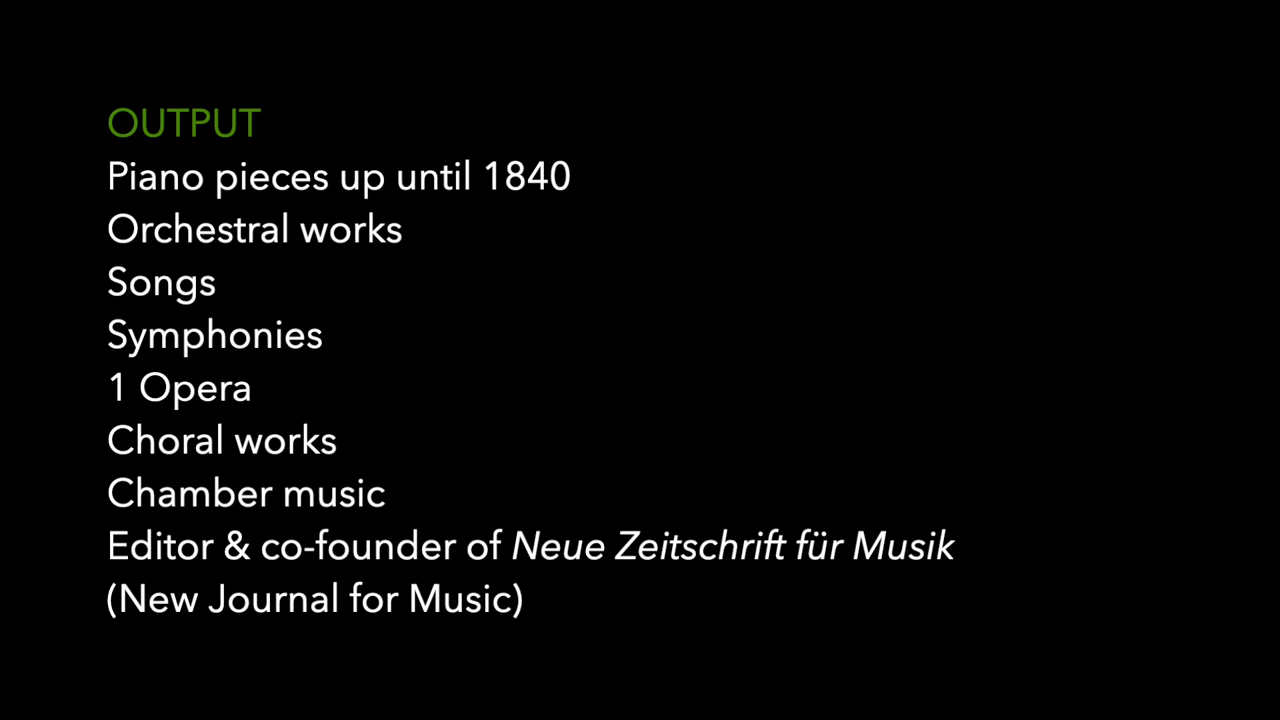 OUTPUT
Piano pieces up until 1840
Orchestral works
Songs
Symphonies
1 Opera
Choral works
Chamber music
Editor & co-founder of Neue Zeitschrift für Musik
(New Journal for Music)